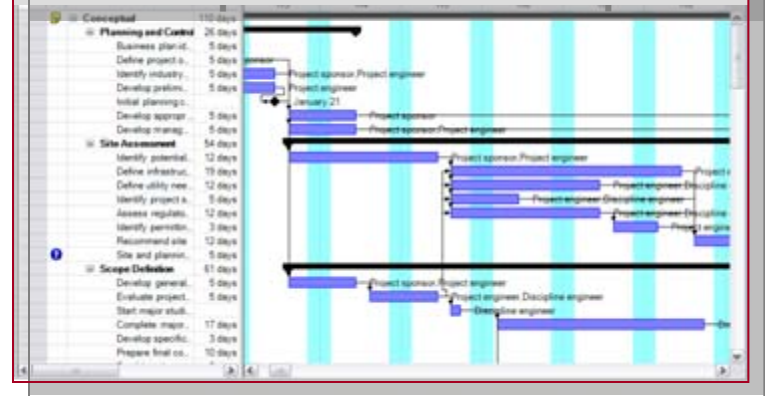 Conceptual 110 days
Planning and Control 26 days
Business plan id.. 5 days
Define project o.. 5 days sponsor
Identify industry.. 5 days Project sponsor,Project engineer
Develop prelimi.. 5 days Project engineer
Initial planning c.. January 21
Develop appropr.. 5 days Project sponsor
Develop manag.. 5 days Project sponsor,Project engineer
Site Assessment 54 days
Identify potential.. 12 days Project sponsor,Project engineer
Define infrastruc.. 19 days Project
Define utility nee.. 12 days Project engineer,Discipline
Identify project s.. 5 days Project engineer,Discipline engineer
Assess regulato.. 12 days Project engineer,Discipline
Identify permittin.. 3 days Project engine
Recommend site 12 days
Site and plannin.. 5 days
Scope Definition 61 days
Develop general.. 5 days Project sponsor,Project engineer
Evaluate project.. 5 days Project engineer,Discipline engineer
Start major studi.. Discipline engineer
Complete major.. 17 days
Develop specific.. 3 days
Prepare final co.. 10 days